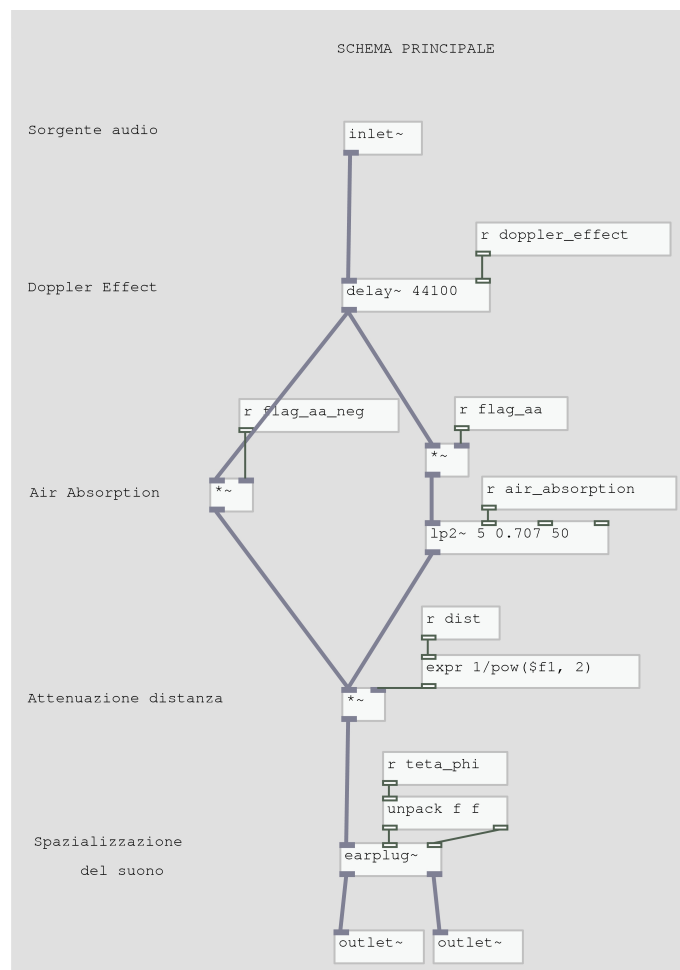 SCHEMA PRINCIPALE
Sorgente audio
inlet~
r doppler_effect
Doppler Effect
delay~ 44100
r flag_aa_neg
r flag_aa
*~
Air Absorption
*~
r air_absorption
lp2~ 5 0.707 50
r dist
expr 1/pow($f1, 2)
Attenuazione distanza
*~
r teta_phi
unpack f f
Spazializzazione
del suono
earplug~
outlet~
outlet~